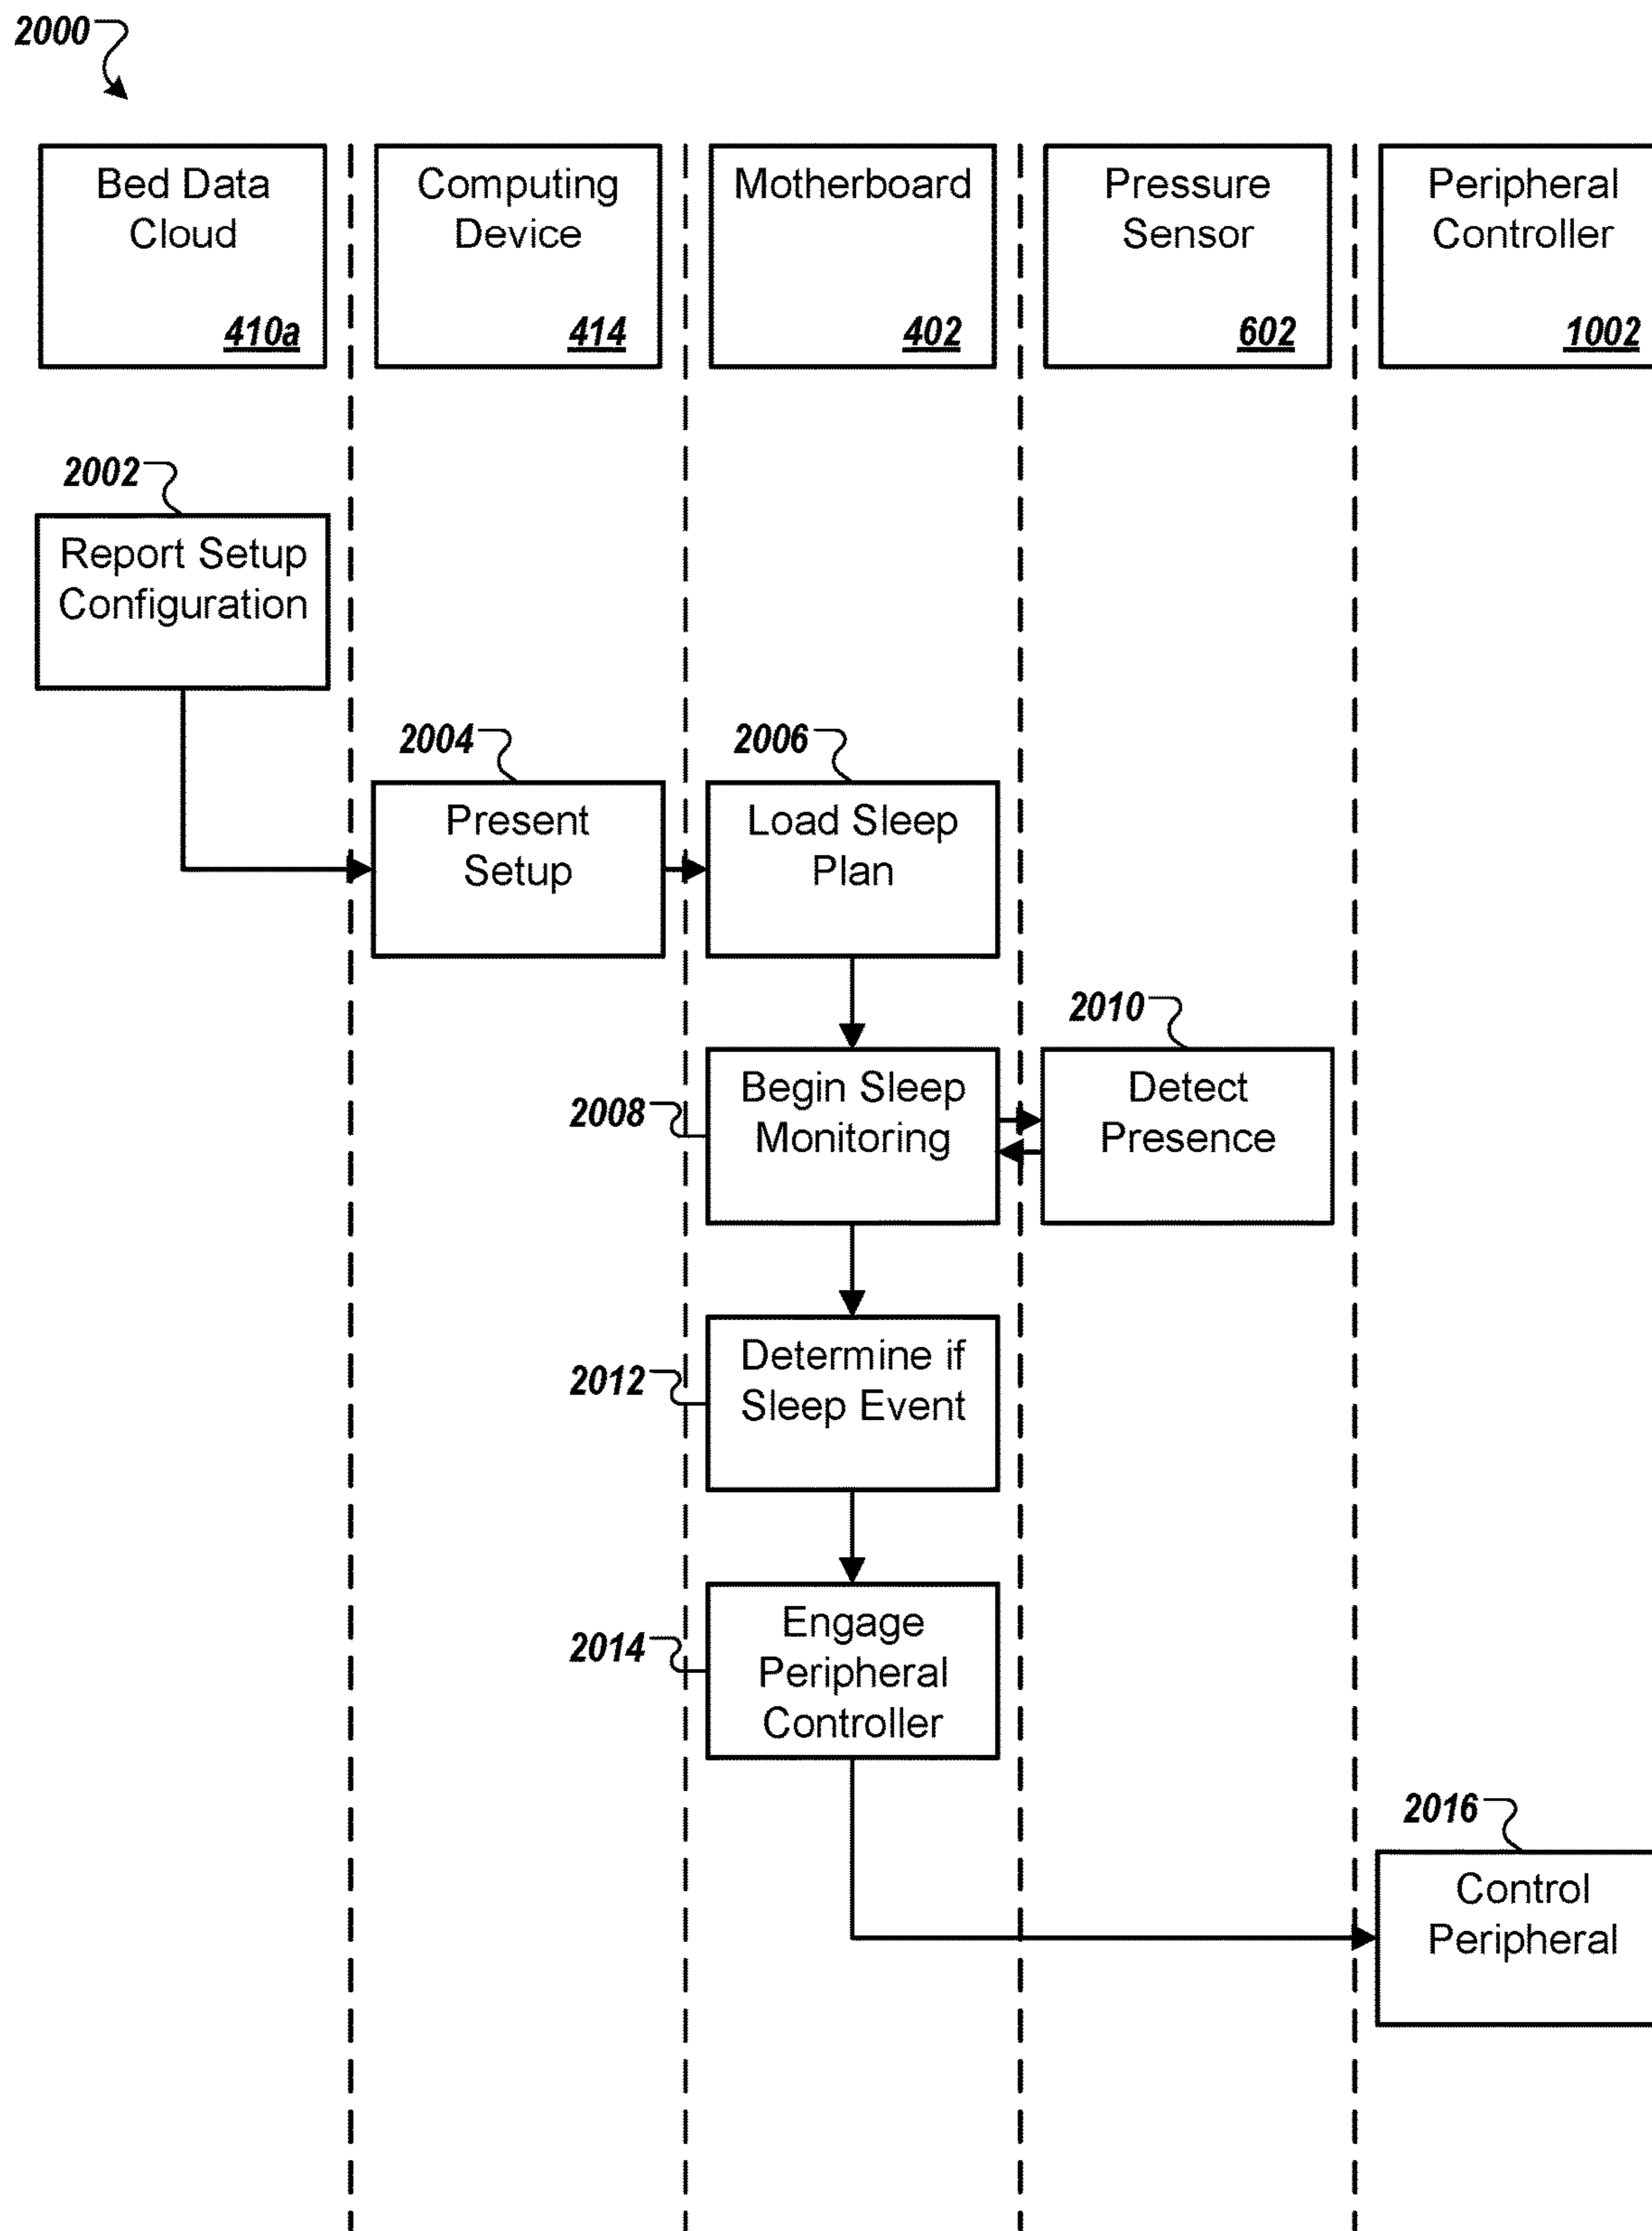 2000
Bed Data
Cloud
410a
Computing
Device
414
Motherboard
402
Pressure
Sensor
602
Peripheral
Controller
1002
2002
Report Setup
Configuration
2004
Present
Setup
2006
Load Sleep
Plan
2008
Begin Sleep
Monitoring
2010
Detect
Presence
2012
Determine if
Sleep Event
2014
Engage
Peripheral
Controller
2016
Control
Peripheral